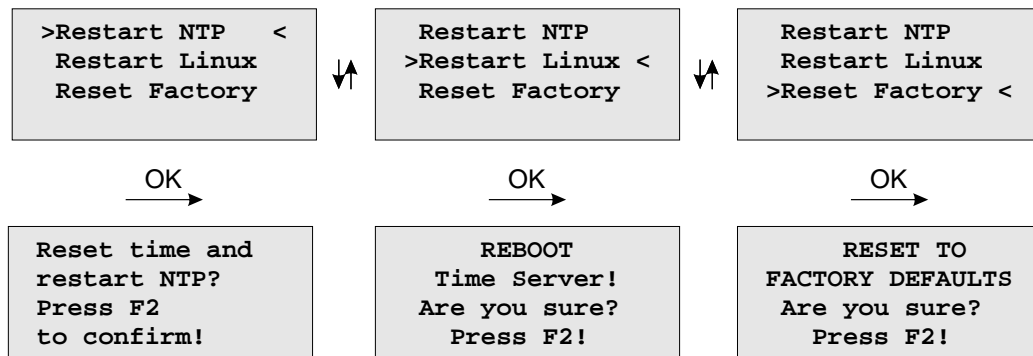 >Restart NTP <
Restart Linux
Reset Factory
Restart NTP
>Restart Linux <
Reset Factory
Restart NTP
Restart Linux
>Reset Factory <
OK
OK
OK
Reset time and
restart NTP?
Press F2
to confirm!
REBOOT
Time Server!
Are you sure?
Press F2!
RESET TO
FACTORY DEFAULTS
Are you sure?
Press F2!